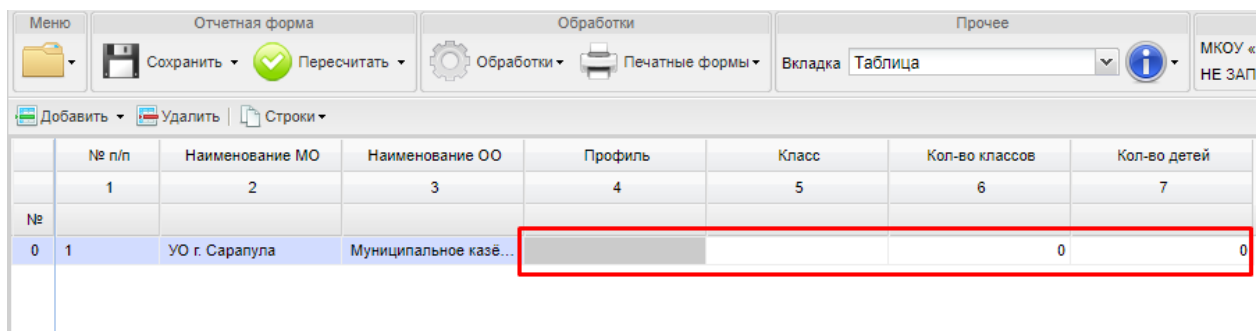 Меню Отчетная форма Обработки Прочее
Сохранить Пересчитать Обработки Печатные формы Вкладка Таблица МКОУ «
НЕ ЗАП
Добавить Удалить Строки
№ п/п Наименование МО Наименование ОО Профиль Класс Кол-во классов Кол-во детей
1 2 3 4 5 6 7
№
0 1 УО г. Сарапула Муниципальное казё... 0 0